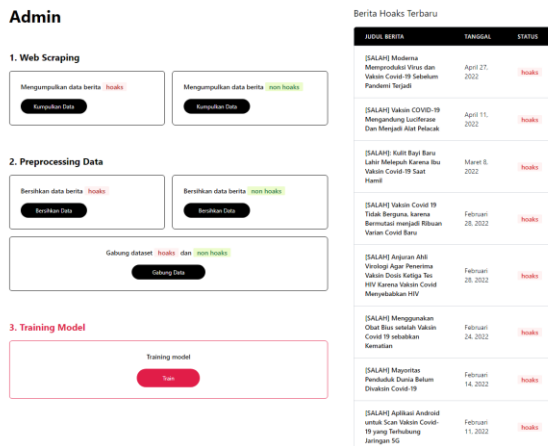 Admin
1. Web Scraping
Mengumpulkan data berita hoaks
Kumpulkan Data
Mengumpulkan data berita non hoaks
Kumpulkan Data
2. Preprocessing Data
Bersihkan data berita hoaks
Bersihkan Data
Bersihkan data berita non hoaks
Bersihkan Data
Gabung dataset hoaks dan non hoaks
Gabung Data
3. Training Model
Training model
Train
Berita Hoaks Terbaru
JUDUL BERITA TANGGAL STATUS
[SALAH] Moderna
Memproduksi Virus dan
Vaksin Covid-19 Sebelum
Pandemi Terjadi
April 27,
2022
hoaks
[SALAH] Vaksin COVID-19
Mengandung Luciferase
Dan Menjadi Alat Pelacak
April 11,
2022
hoaks
[SALAH]: Kulit Bayi Baru
Lahir Melepuh Karena Ibu
Vaksin Covid-19 Saat
Hamil
Maret 8,
2022
hoaks
[SALAH] Vaksin Covid 19
Tidak Berguna, karena
Bermutasi menjadi Ribuan
Varian Covid Baru
Februari
28, 2022
hoaks
[SALAH] Anjuran Ahli
Virologi Agar Penerima
Vaksin Dosis Ketiga Tes
HIV Karena Vaksin Covid
Menyebabkan HIV
Februari
28, 2022
hoaks
[SALAH] Menggunakan
Obat Bius setelah Vaksin
Covid 19 sebabkan
Kematian
Februari
24, 2022
hoaks
[SALAH] Mayoritas
Penduduk Dunia Belum
Divaksin Covid-19
Februari
14, 2022
hoaks
[SALAH] Aplikasi Android
untuk Scan Vaksin Covid-
19 yang Terhubung
Jaringan 5G
Februari
11, 2022
hoaks